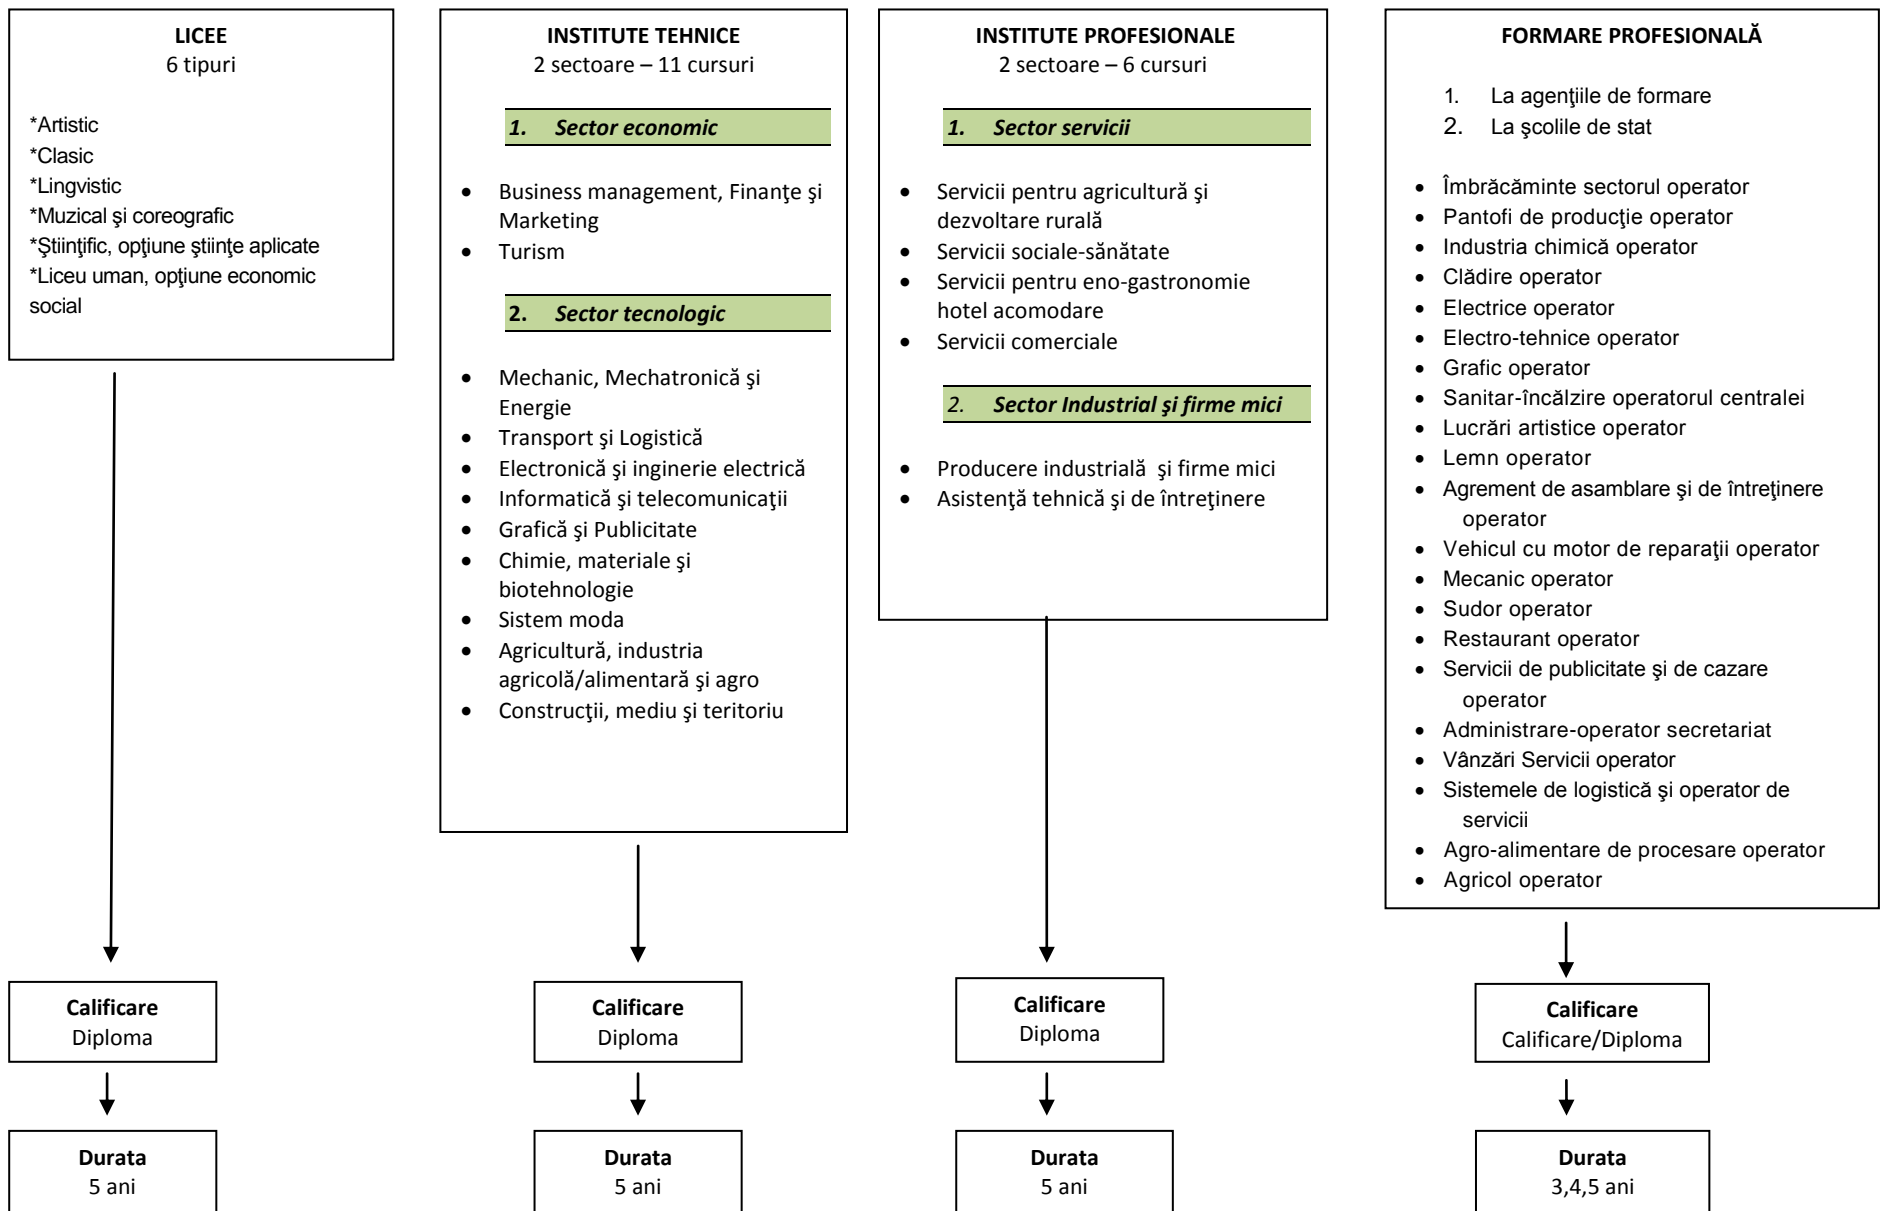 LICEE
6 tipuri
*Artistic
*Clasic
*Lingvistic
*Muzical şi coreografic
*Ştiinţific, opţiune ştiinţe aplicate
*Liceu uman, opţiune economic
social
Calificare
Diploma
Durata
5 ani
INSTITUTE TEHNICE
2 sectoare – 11 cursuri
1. Sector economic
• Business management, Finanţe şi
Marketing
• Turism
2. Sector tecnologic
• Mechanic, Mechatronică şi
Energie
• Transport şi Logistică
• Electronică şi inginerie electrică
• Informatică şi telecomunicaţii
• Grafică şi Publicitate
• Chimie, materiale şi
biotehnologie
• Sistem moda
• Agricultură, industria
agricolă/alimentară şi agro
• Construcţii, mediu şi teritoriu
Calificare
Diploma
Durata
5 ani
INSTITUTE PROFESIONALE
2 sectoare – 6 cursuri
1. Sector servicii
• Servicii pentru agricultură şi
dezvoltare rurală
• Servicii sociale-sănătate
• Servicii pentru eno-gastronomie
hotel acomodare
• Servicii comerciale
2. Sector Industrial şi firme mici
• Producere industrială şi firme mici
• Asistenţă tehnică şi de întreţinere
Calificare
Diploma
Durata
5 ani
FORMARE PROFESIONALĂ
1. La agenţiile de formare
2. La şcolile de stat
• Îmbrăcăminte sectorul operator
• Pantofi de producţie operator
• Industria chimică operator
• Clădire operator
• Electrice operator
• Electro-tehnice operator
• Grafic operator
• Sanitar-încălzire operatorul centralei
• Lucrări artistice operator
• Lemn operator
• Agrement de asamblare şi de întreţinere
operator
• Vehicul cu motor de reparaţii operator
• Mecanic operator
• Sudor operator
• Restaurant operator
• Servicii de publicitate şi de cazare
operator
• Administrare-operator secretariat
• Vânzări Servicii operator
• Sistemele de logistică şi operator de
servicii
• Agro-alimentare de procesare operator
• Agricol operator
Calificare
Calificare/Diploma
Durata
3,4,5 ani